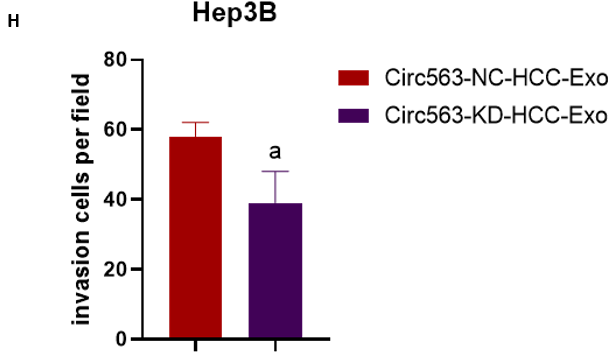 H
Hep3B
invasion cells per field
80
60
40
20
0
a
Circ563-NC-HCC-Exo
Circ563-KD-HCC-Exo